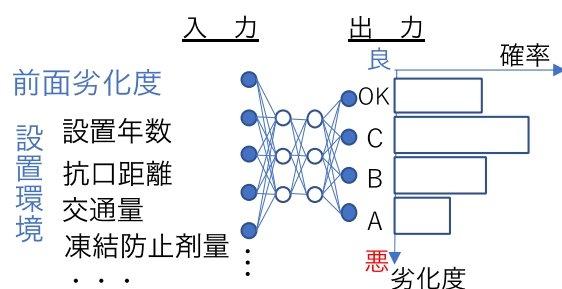 入 力
出 力
良
確率
前面劣化度
OK
設置環境
設置年数
C
抗口距離
B
交通量
A
凍結防止剤量
・・・
悪
劣化度